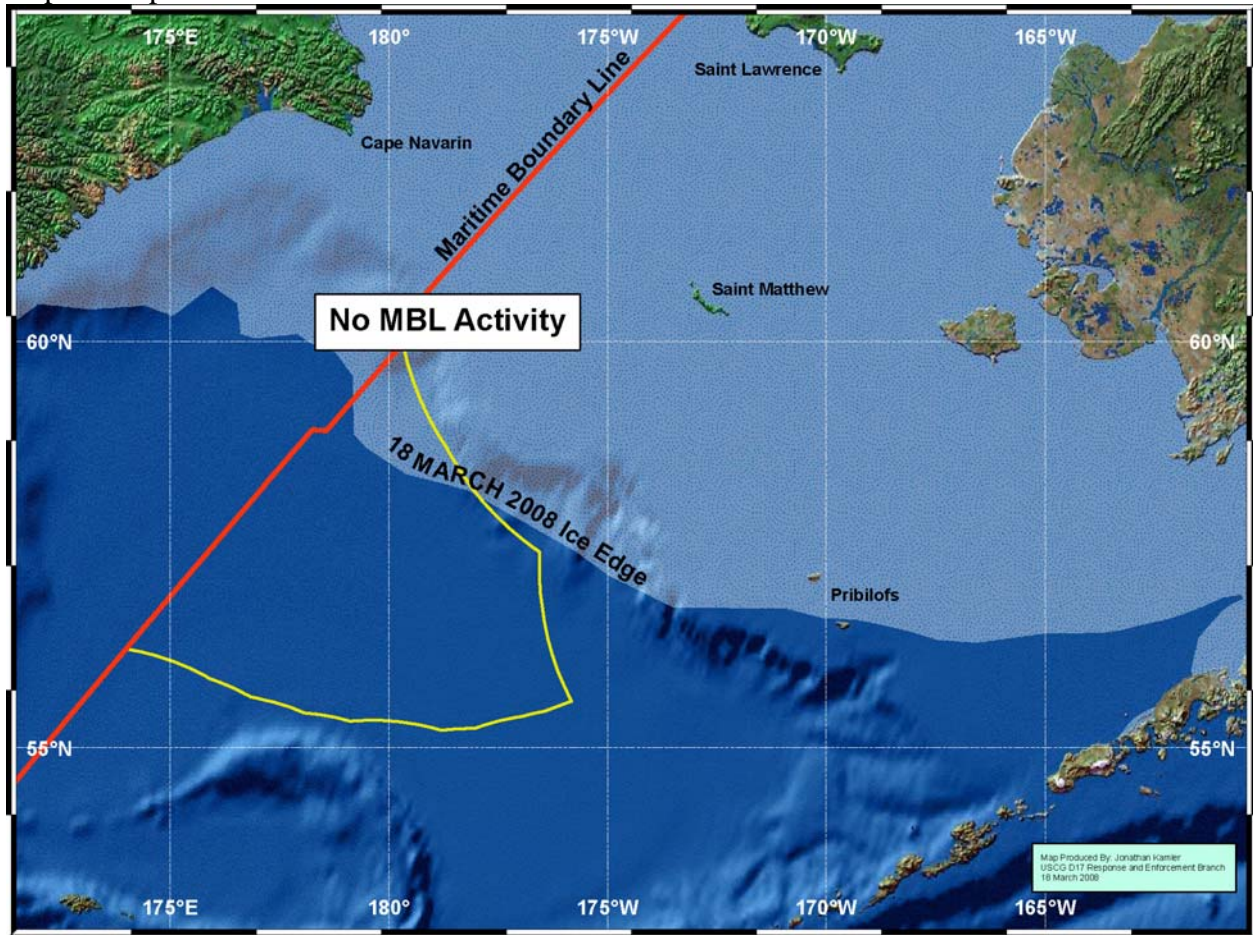 175°E
180°
175°W
170°W
165°W
Saint Lawrence
Maritime Boundary Line
Cape Navarin
Saint Matthew
No MBL Activity
60°N
60°N
18 MARCH 2008 Ice Edge
Pribilofs
55°N
55°N
Map Produced By: Jonathan Kamler
USCG D17 Response and Enforcement Branch
18 March 2008
175°E
180°
175°W
170°W
165°W